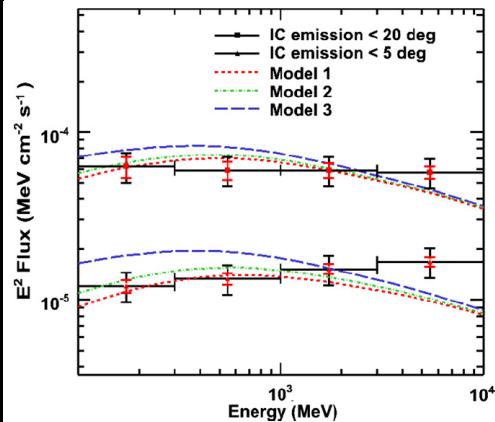 IC emission < 20 deg
IC emission < 5 deg
Model 1
Model 2
Model 3
E² Flux (MeV cm⁻² s⁻¹)
10⁻⁴
10⁻⁵
10³
10⁴
Energy (MeV)